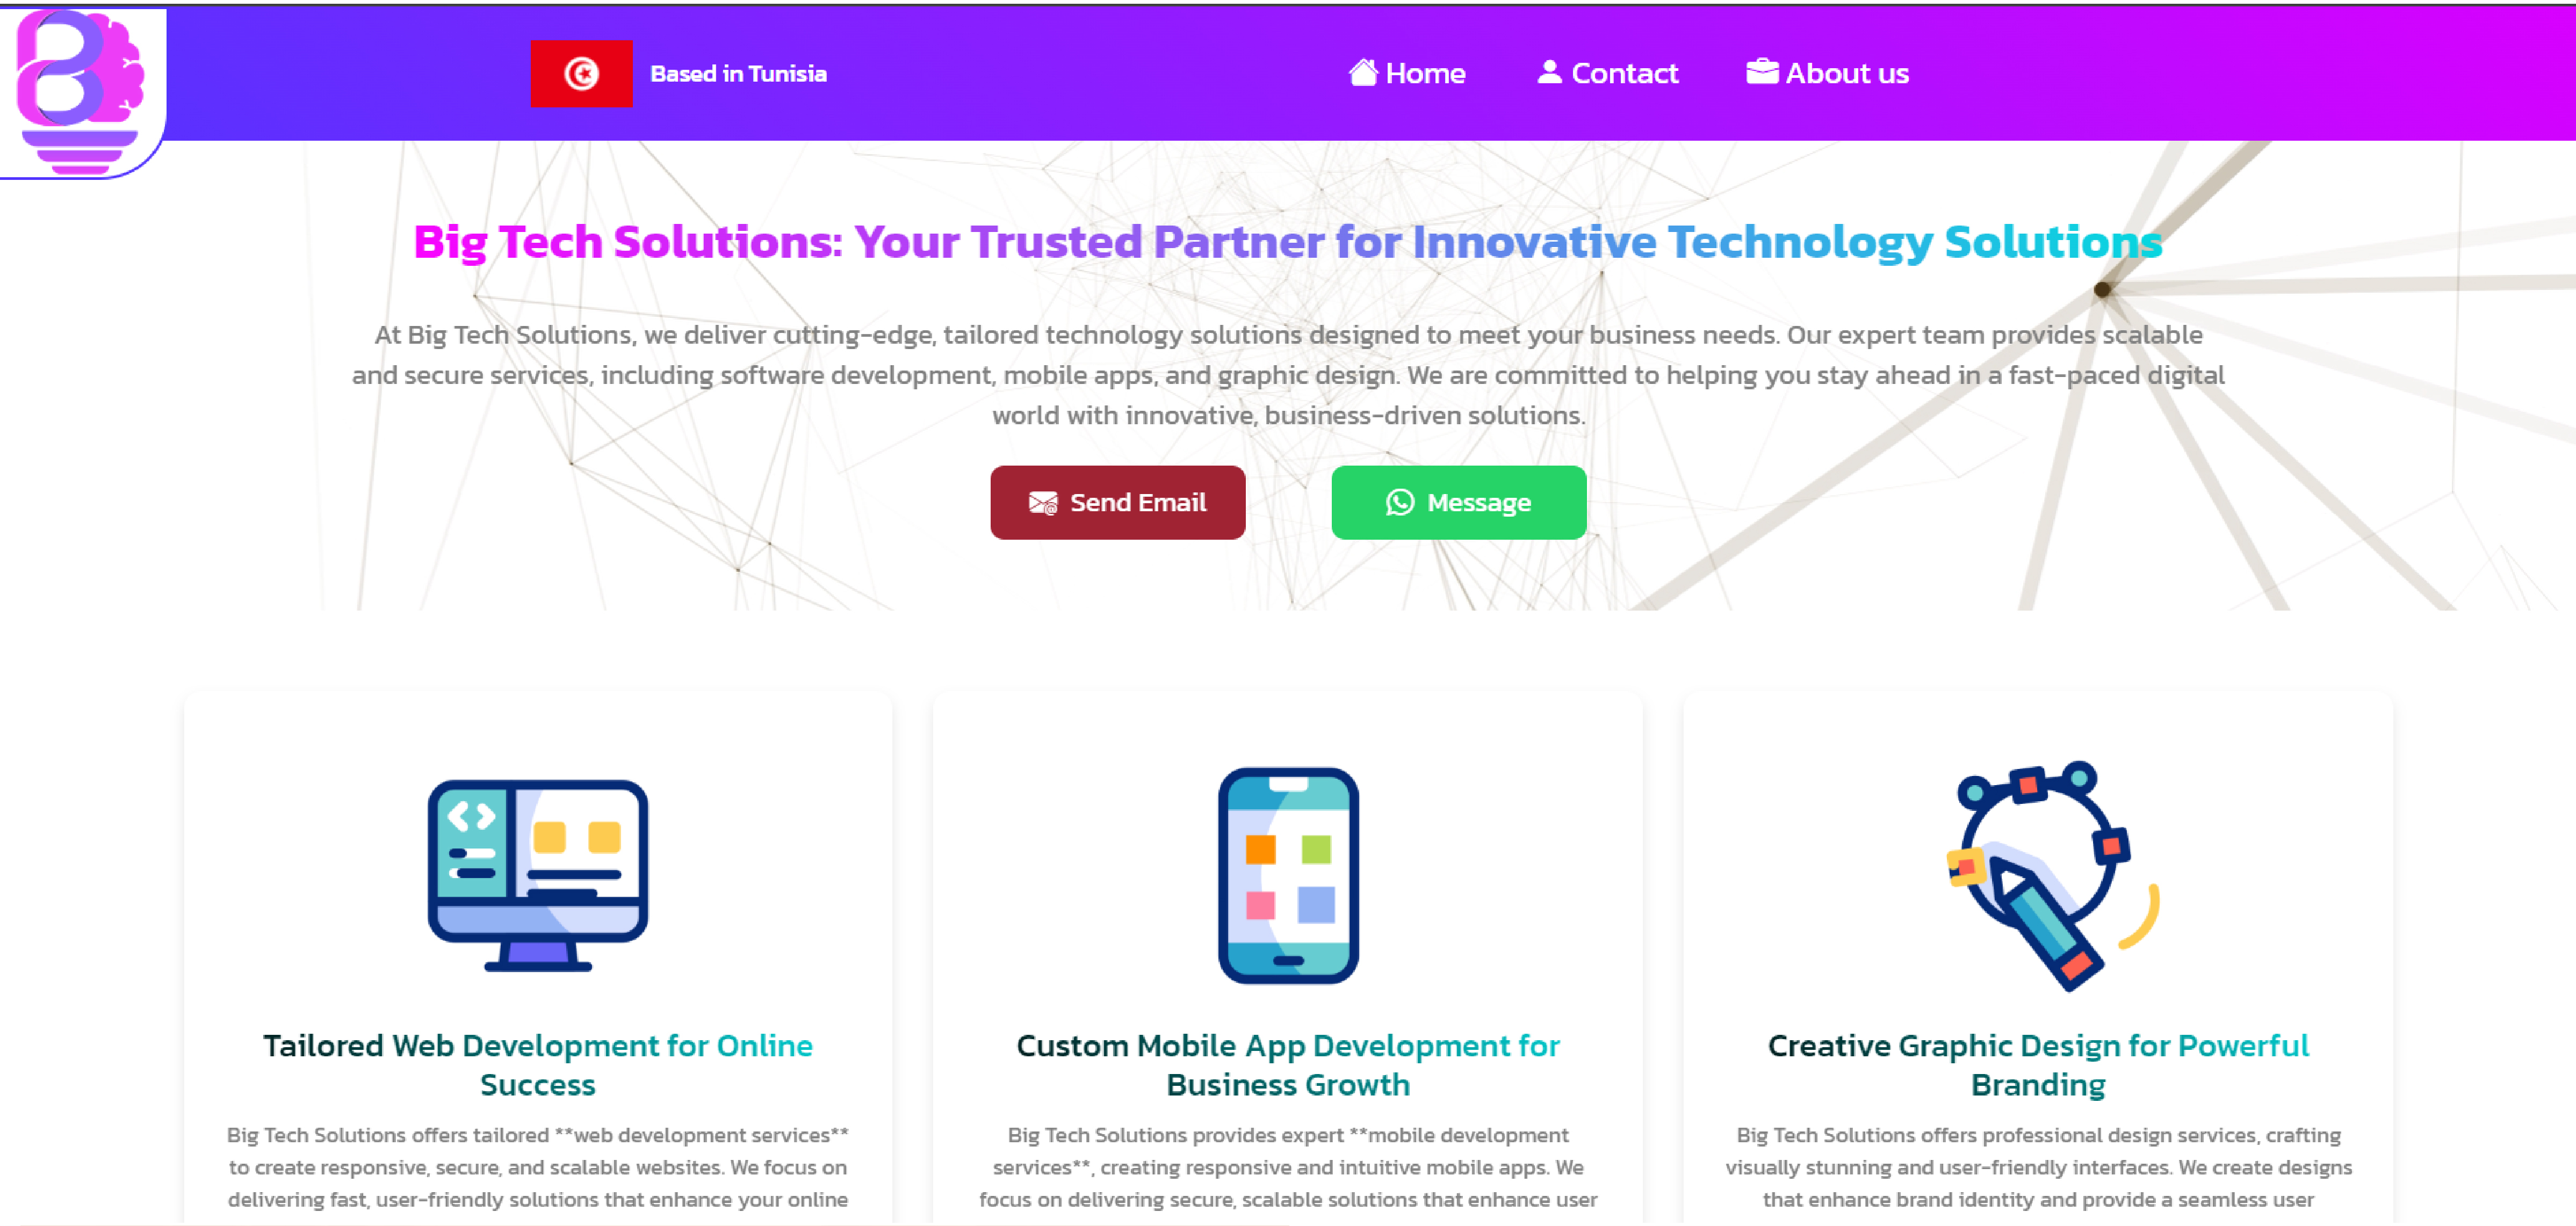 Based in Tunisia
Home
Contact
About us
Big Tech Solutions: Your Trusted Partner for Innovative Technology Solutions
At Big Tech Solutions, we deliver cutting-edge, tailored technology solutions designed to meet your business needs. Our expert team provides scalable
and secure services, including software development, mobile apps, and graphic design. We are committed to helping you stay ahead in a fast-paced digital
world with innovative, business-driven solutions.
Send Email
Message
Tailored Web Development for Online
Success
Big Tech Solutions offers tailored **web development services**
to create responsive, secure, and scalable websites. We focus on
delivering fast, user-friendly solutions that enhance your online
Custom Mobile App Development for
Business Growth
Big Tech Solutions provides expert **mobile development
services**, creating responsive and intuitive mobile apps. We
focus on delivering secure, scalable solutions that enhance user
Creative Graphic Design for Powerful
Branding
Big Tech Solutions offers professional design services, crafting
visually stunning and user-friendly interfaces. We create designs
that enhance brand identity and provide a seamless user